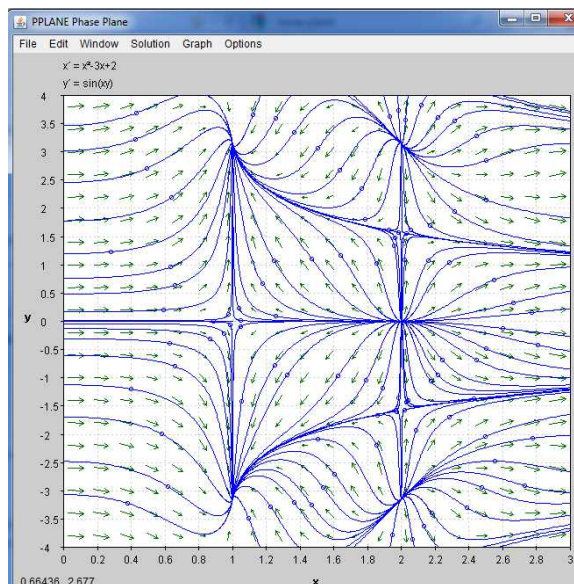 PPLANE Phase Plane
File Edit Window Solution Graph Options
x´ = x²-3x+2
y´ = sin(xy)
4
3.5
3
2.5
2
1.5
1
0.5
0
-0.5
-1
-1.5
-2
-2.5
-3
-3.5
-4
y
0 0.2 0.4 0.6 0.8 1 1.2 1.4 1.6 1.8 2 2.2 2.4 2.6 2.8 3
x
0.66436, 2.677